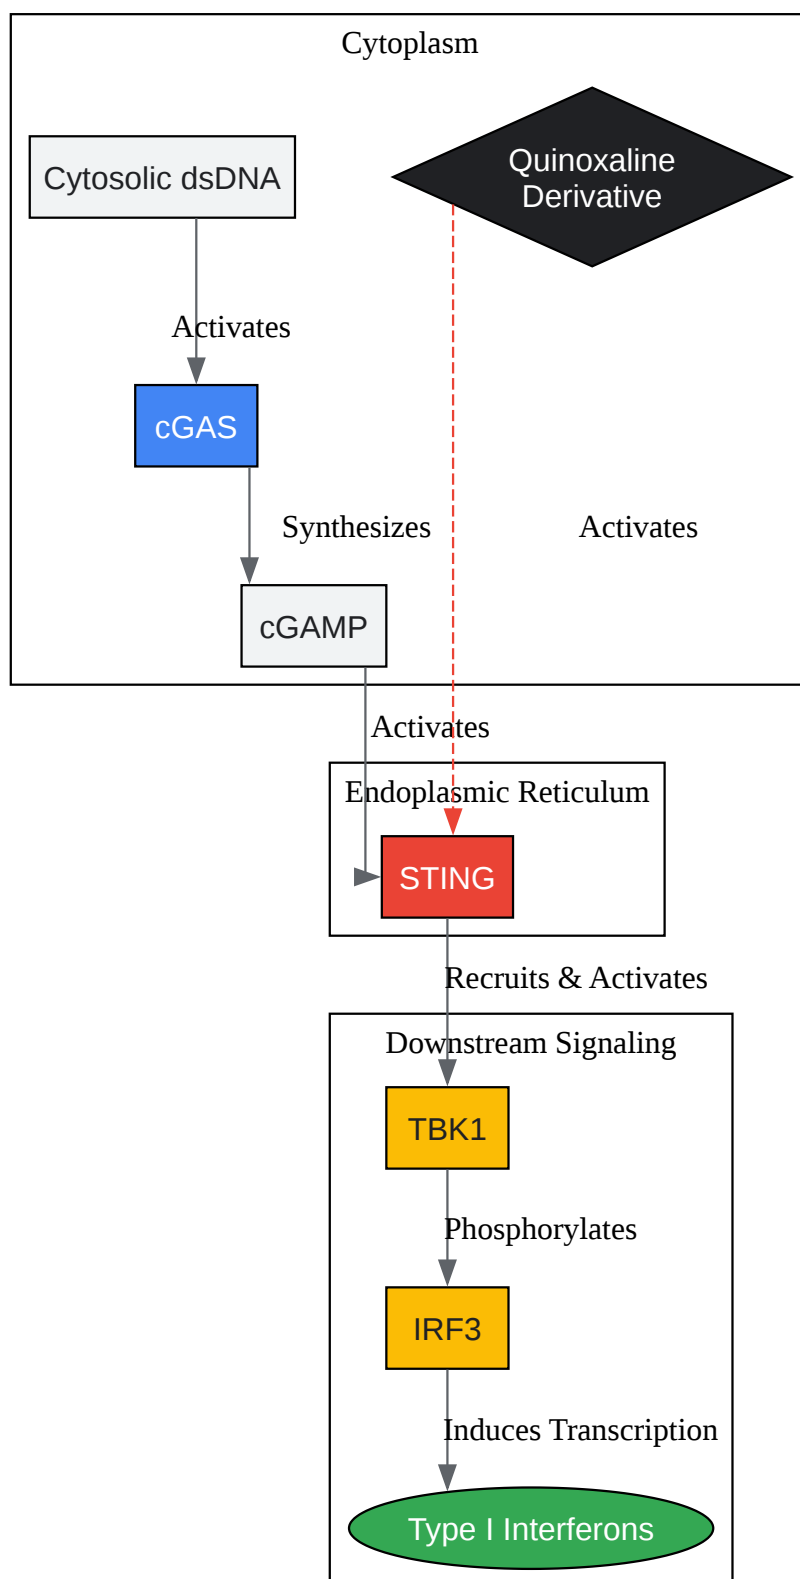 Cytoplasm
Quinoxaline
Derivative
Cytosolic dsDNA
Activates
cGAS
Synthesizes
Activates
cGAMP
Activates
Endoplasmic Reticulum
STING
Recruits & Activates
Downstream Signaling
TBK1
Phosphorylates
IRF3
Induces Transcription
Type I Interferons